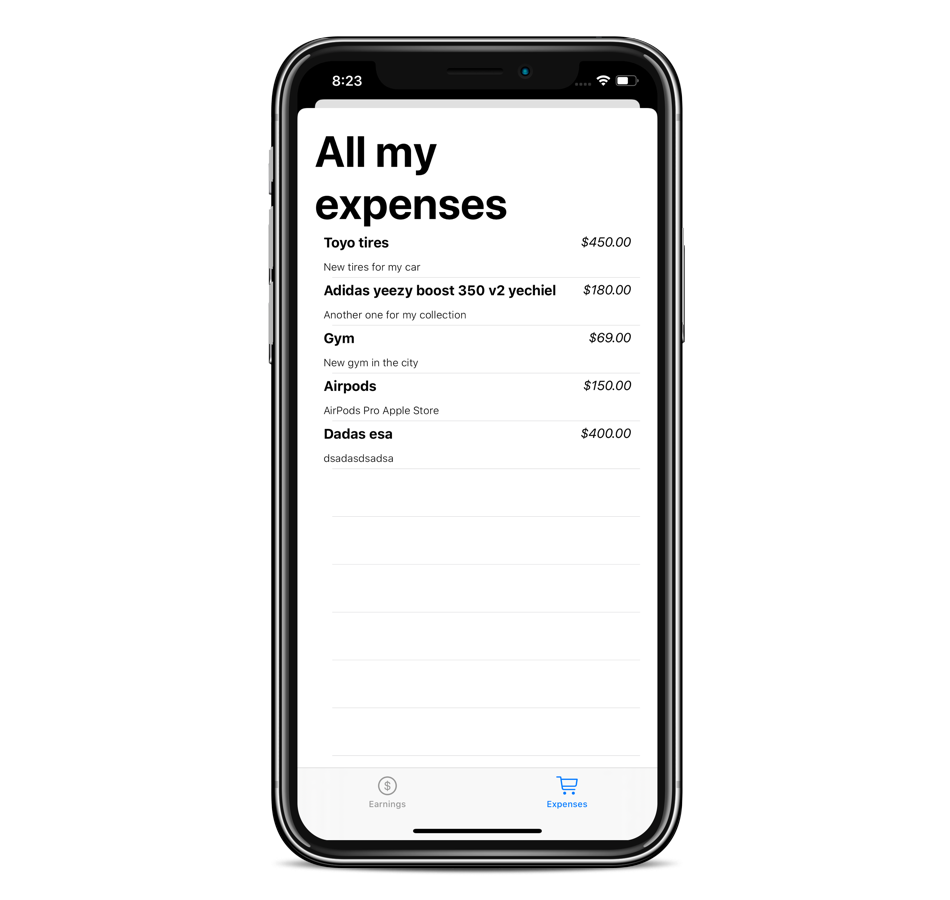 8:23
All my
expenses
Toyo tires $450.00
New tires for my car
Adidas yeezy boost 350 v2 yechiel $180.00
Another one for my collection
Gym $69.00
New gym in the city
Airpods $150.00
AirPods Pro Apple Store
Dadas esa $400.00
dsadasdsadsa
$
Earnings Expenses